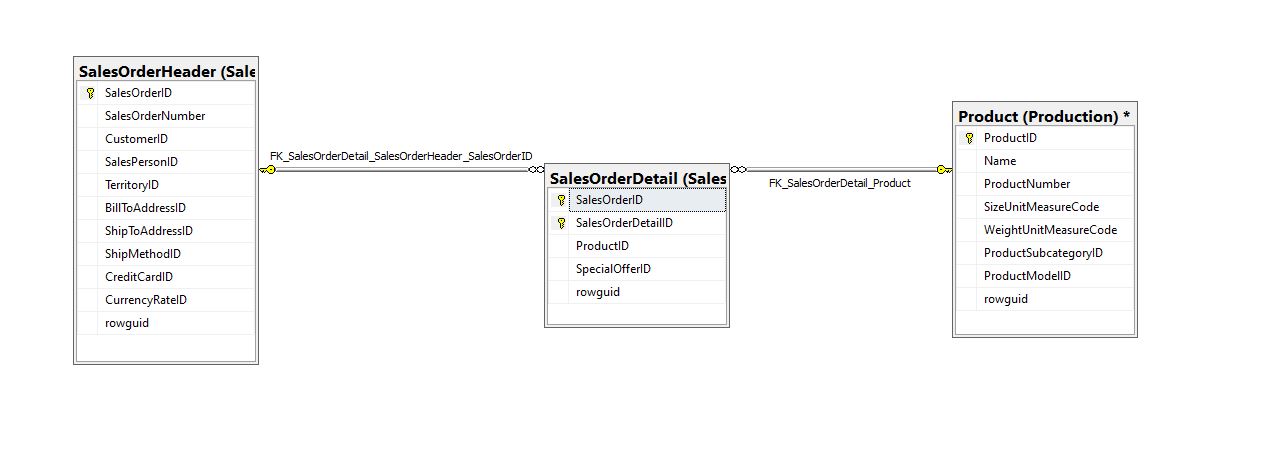 SalesOrderHeader (Sale
SalesOrderID
SalesOrderNumber
CustomerID
SalesPersonID
TerritoryID
BillToAddressID
ShipToAddressID
ShipMethodID
CreditCardID
CurrencyRateID
rowguid
FK_SalesOrderDetail_SalesOrderHeader_SalesOrderID
SalesOrderDetail (Sales
SalesOrderID
SalesOrderDetailID
ProductID
SpecialOfferID
rowguid
FK_SalesOrderDetail_Product
Product (Production) *
ProductID
Name
ProductNumber
SizeUnitMeasureCode
WeightUnitMeasureCode
ProductSubcategoryID
ProductModelID
rowguid